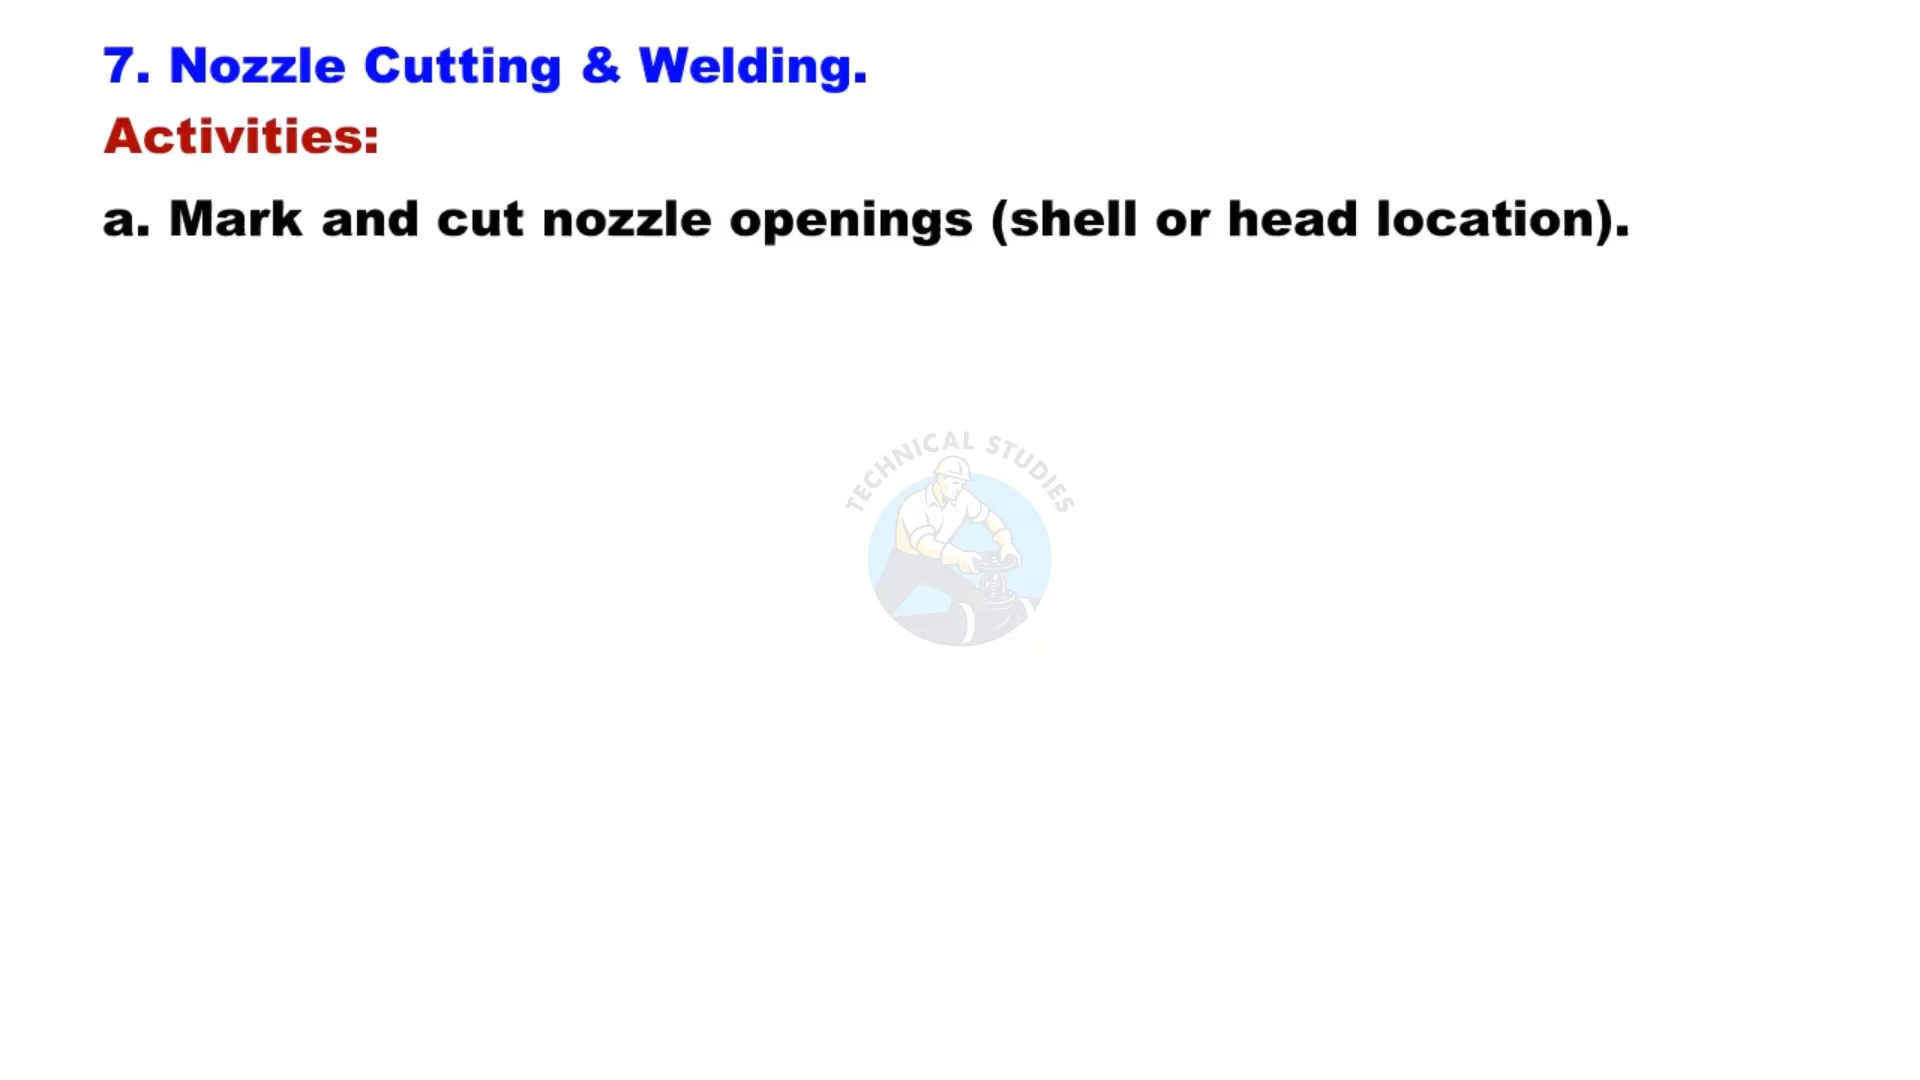 7. Nozzle Cutting & Welding.
Activities:
a. Mark and cut nozzle openings (shell or head location).
TECHNICAL STUDIES